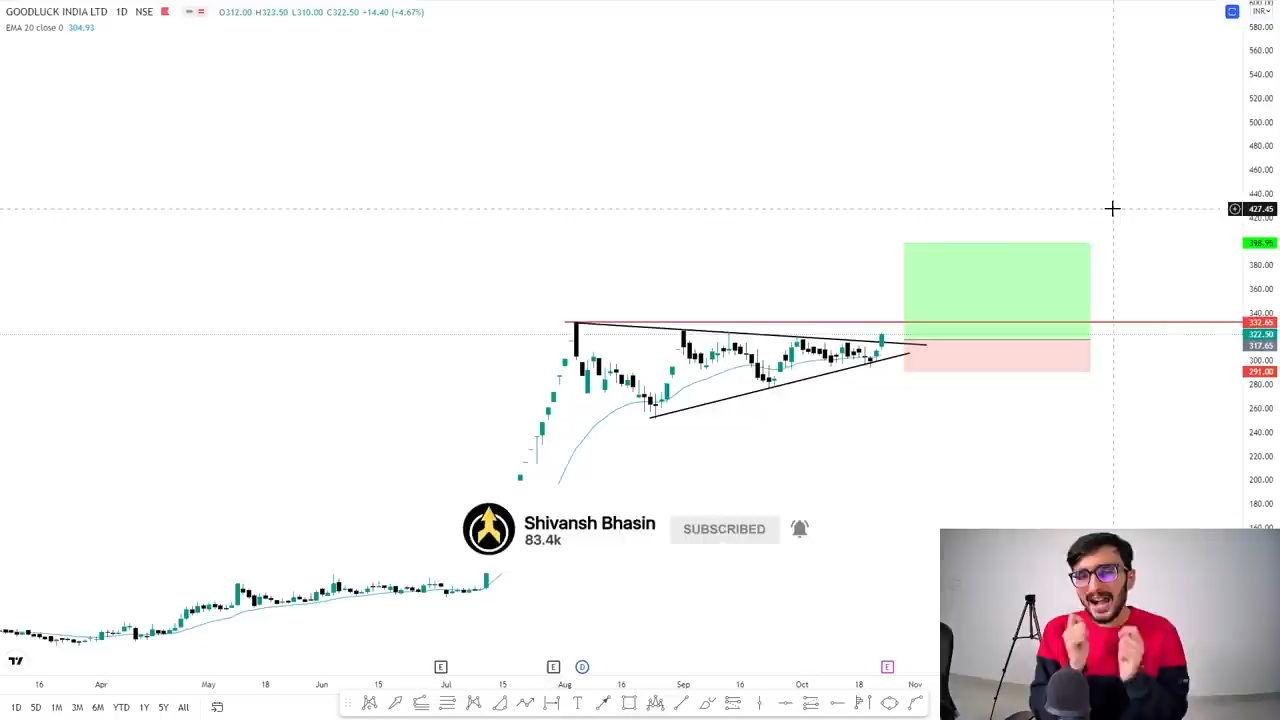 GOODLUCK INDIA LTD 1D NSE O312.00 H323.50 L310.00 C322.50 +14.40 (+4.67%)
EMA 20 close 0 304.93
INR
580.00
560.00
540.00
520.00
500.00
480.00
460.00
440.00
427.45
420.00
398.95
380.00
360.00
340.00
332.65
322.50
317.65
300.00
291.00
280.00
260.00
240.00
220.00
200.00
180.00
Shivansh Bhasin
83.4k
SUBSCRIBED
E E D E
16 Apr May 18 Jun 15 Jul 15 Aug 16 Sep 16 Oct 18 Nov
1D 5D 1M 3M 6M YTD 1Y 5Y All